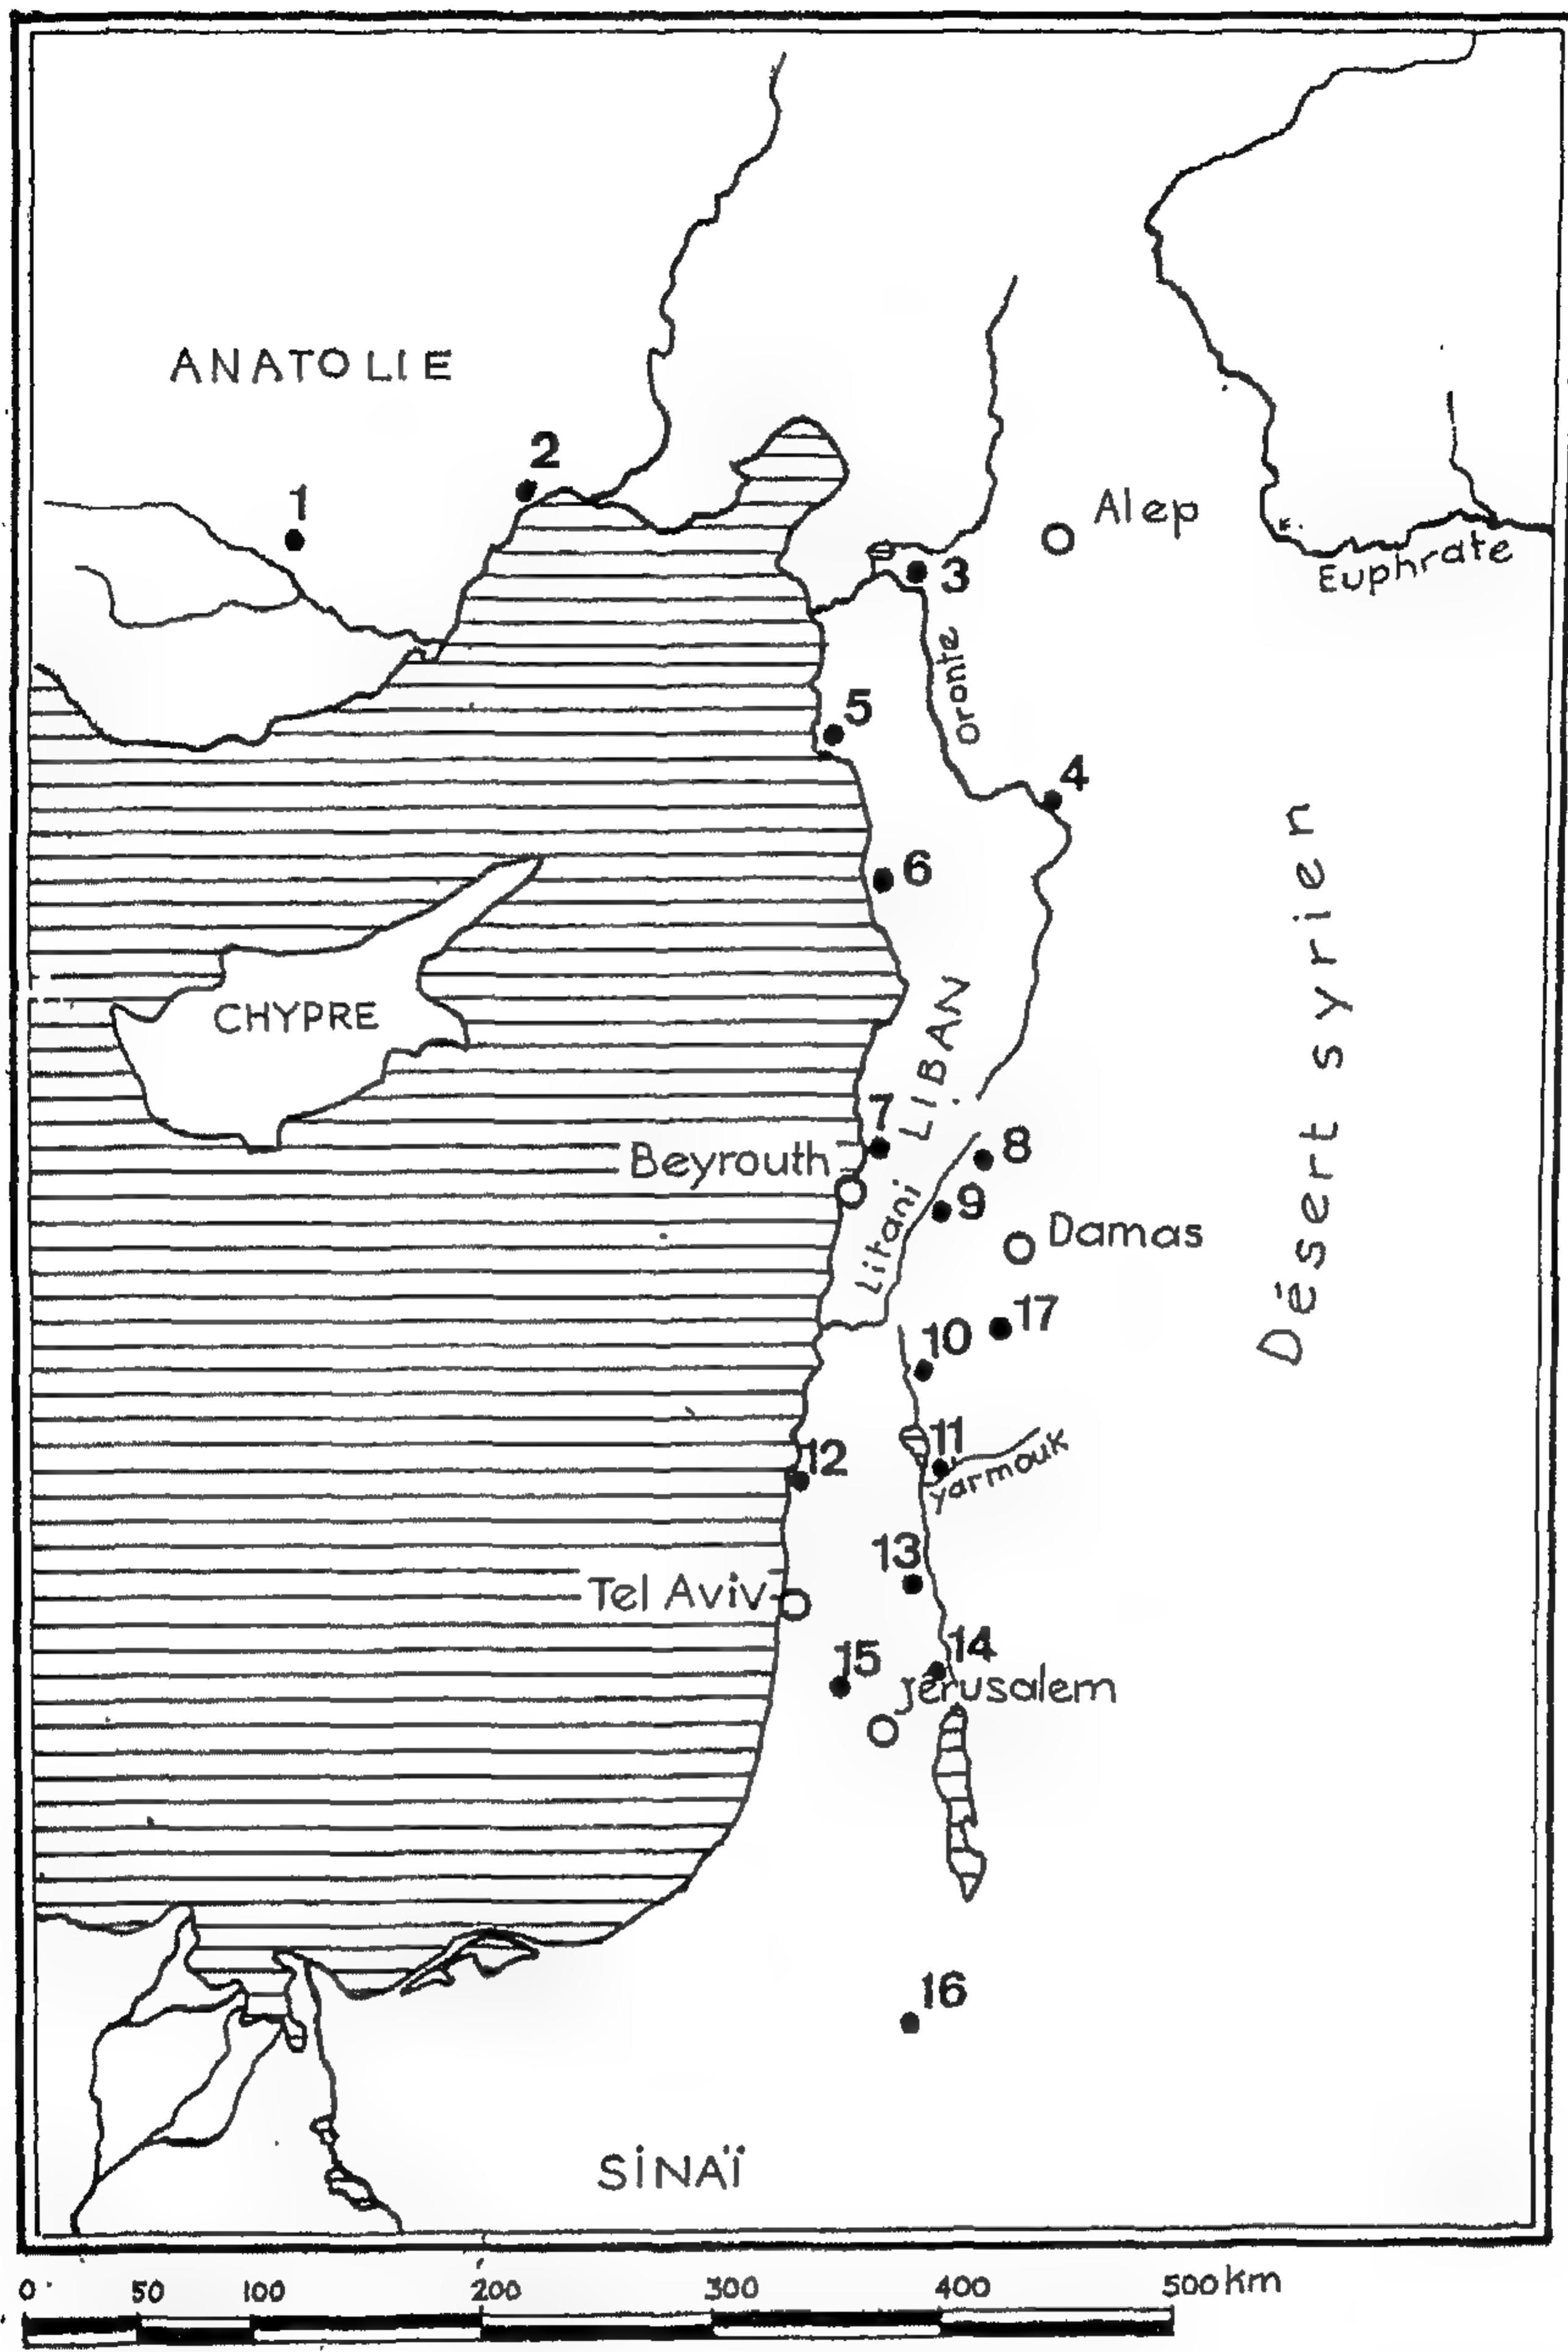 ANATOLIE
2
1
Alep
3
Euphrate
Oronte
5
4
6
Désert syrien
CHYPRE
LIBAN
7
Beyrouth
8
Litani
9
Damas
17
10
11
12
Yarmouk
13
Tel Aviv
14
15
Jerusalem
16
SINAÏ
0 50 100 200 300 400 500 km